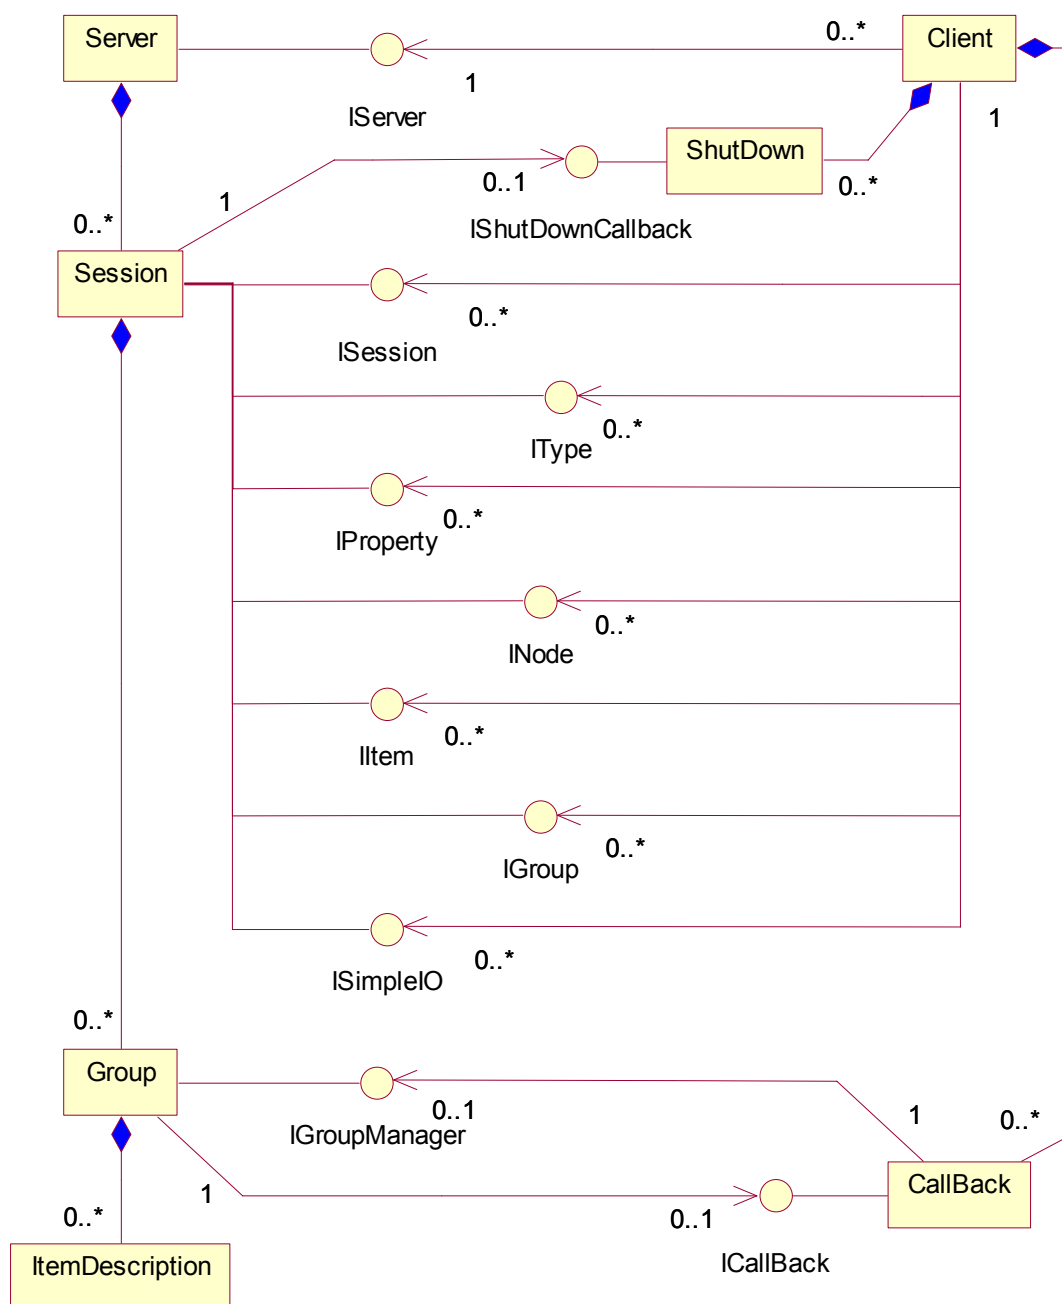 Server
0..*
Client
1
IServer
1
ShutDown
1
0..1
0..*
0..*
IShutDownCallback
Session
0..*
ISession
0..*
IType
0..*
IProperty
0..*
INode
0..*
IItem
0..*
IGroup
0..*
ISimpleIO
0..*
Group
0..1
1
0..*
IGroupManager
CallBack
1
0..*
0..1
ICallBack
ItemDescription